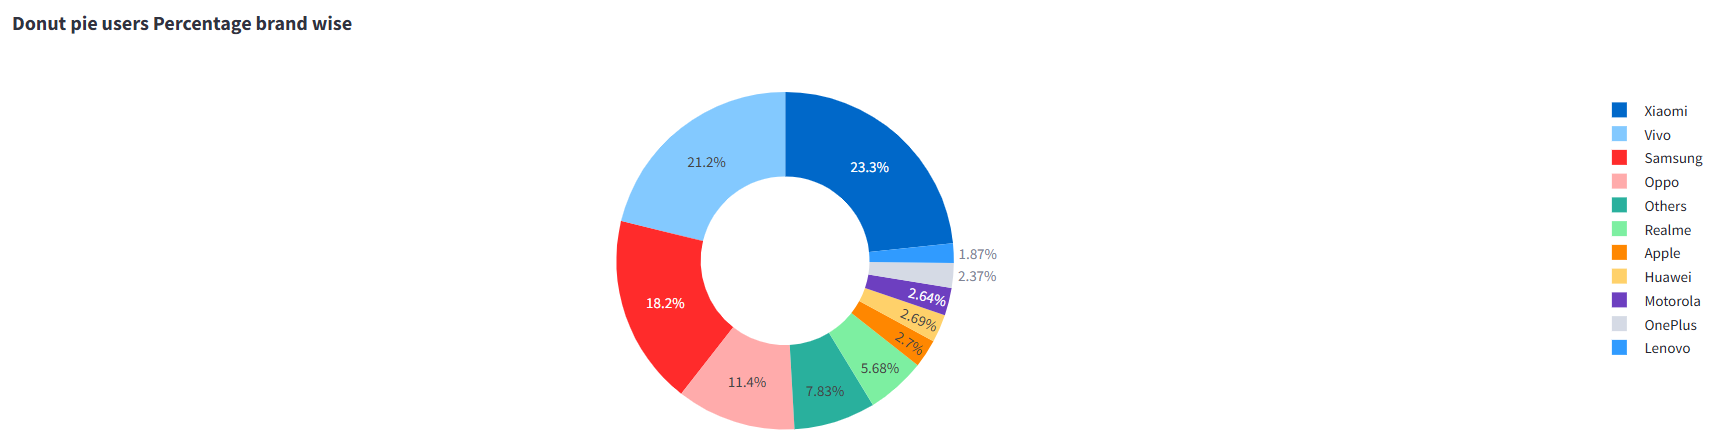 Donut pie users Percentage brand wise
23.3%
21.2%
18.2%
11.4%
7.83%
5.68%
2.7%
2.69%
2.64%
2.37%
1.87%
Xiaomi
Vivo
Samsung
Oppo
Others
Realme
Apple
Huawei
Motorola
OnePlus
Lenovo